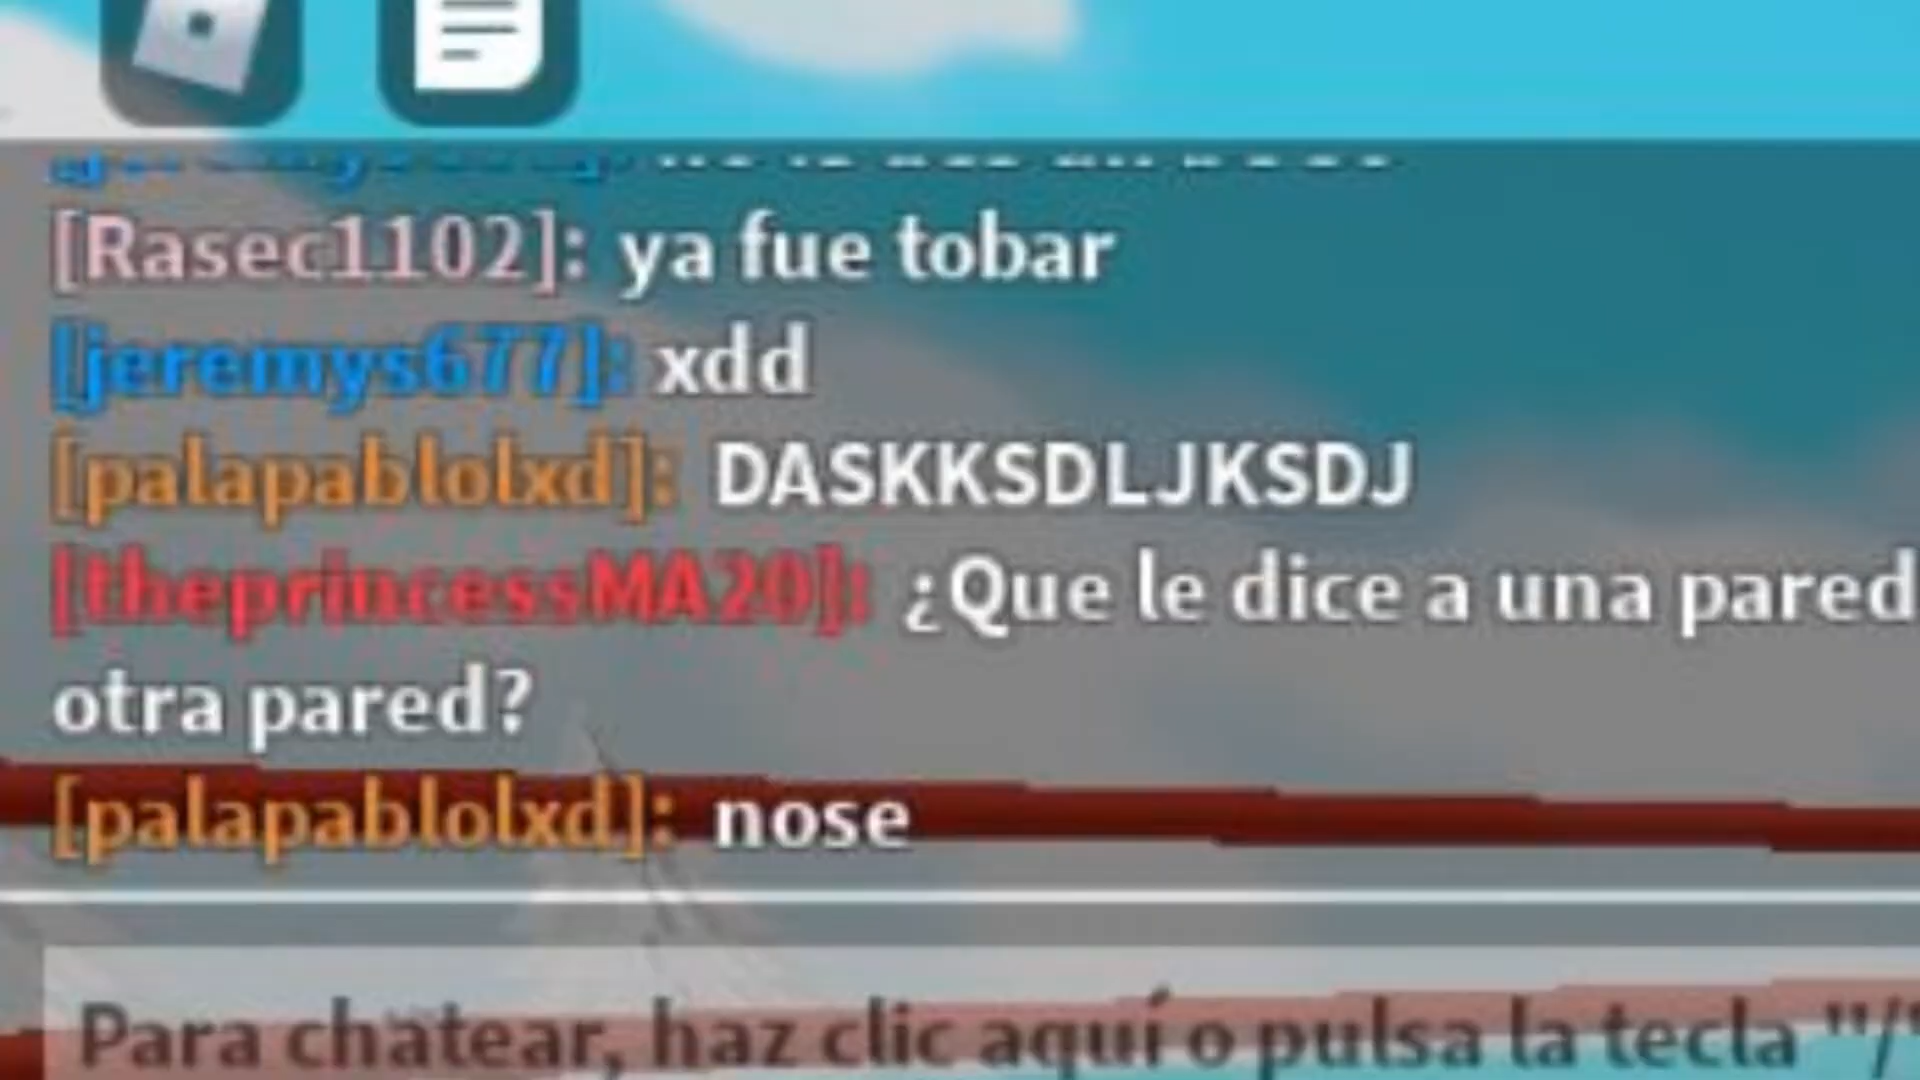 [Rasec1102]: ya fue tobar
[jeremys677]: xdd
[palapablolxd]: DASKKSDLJKSDJ
[theprincessMA20]: ¿Que le dice a una pared
otra pared?
[palapablolxd]: nose
Para chatear, haz clic aquí o pulsa la tecla "/"